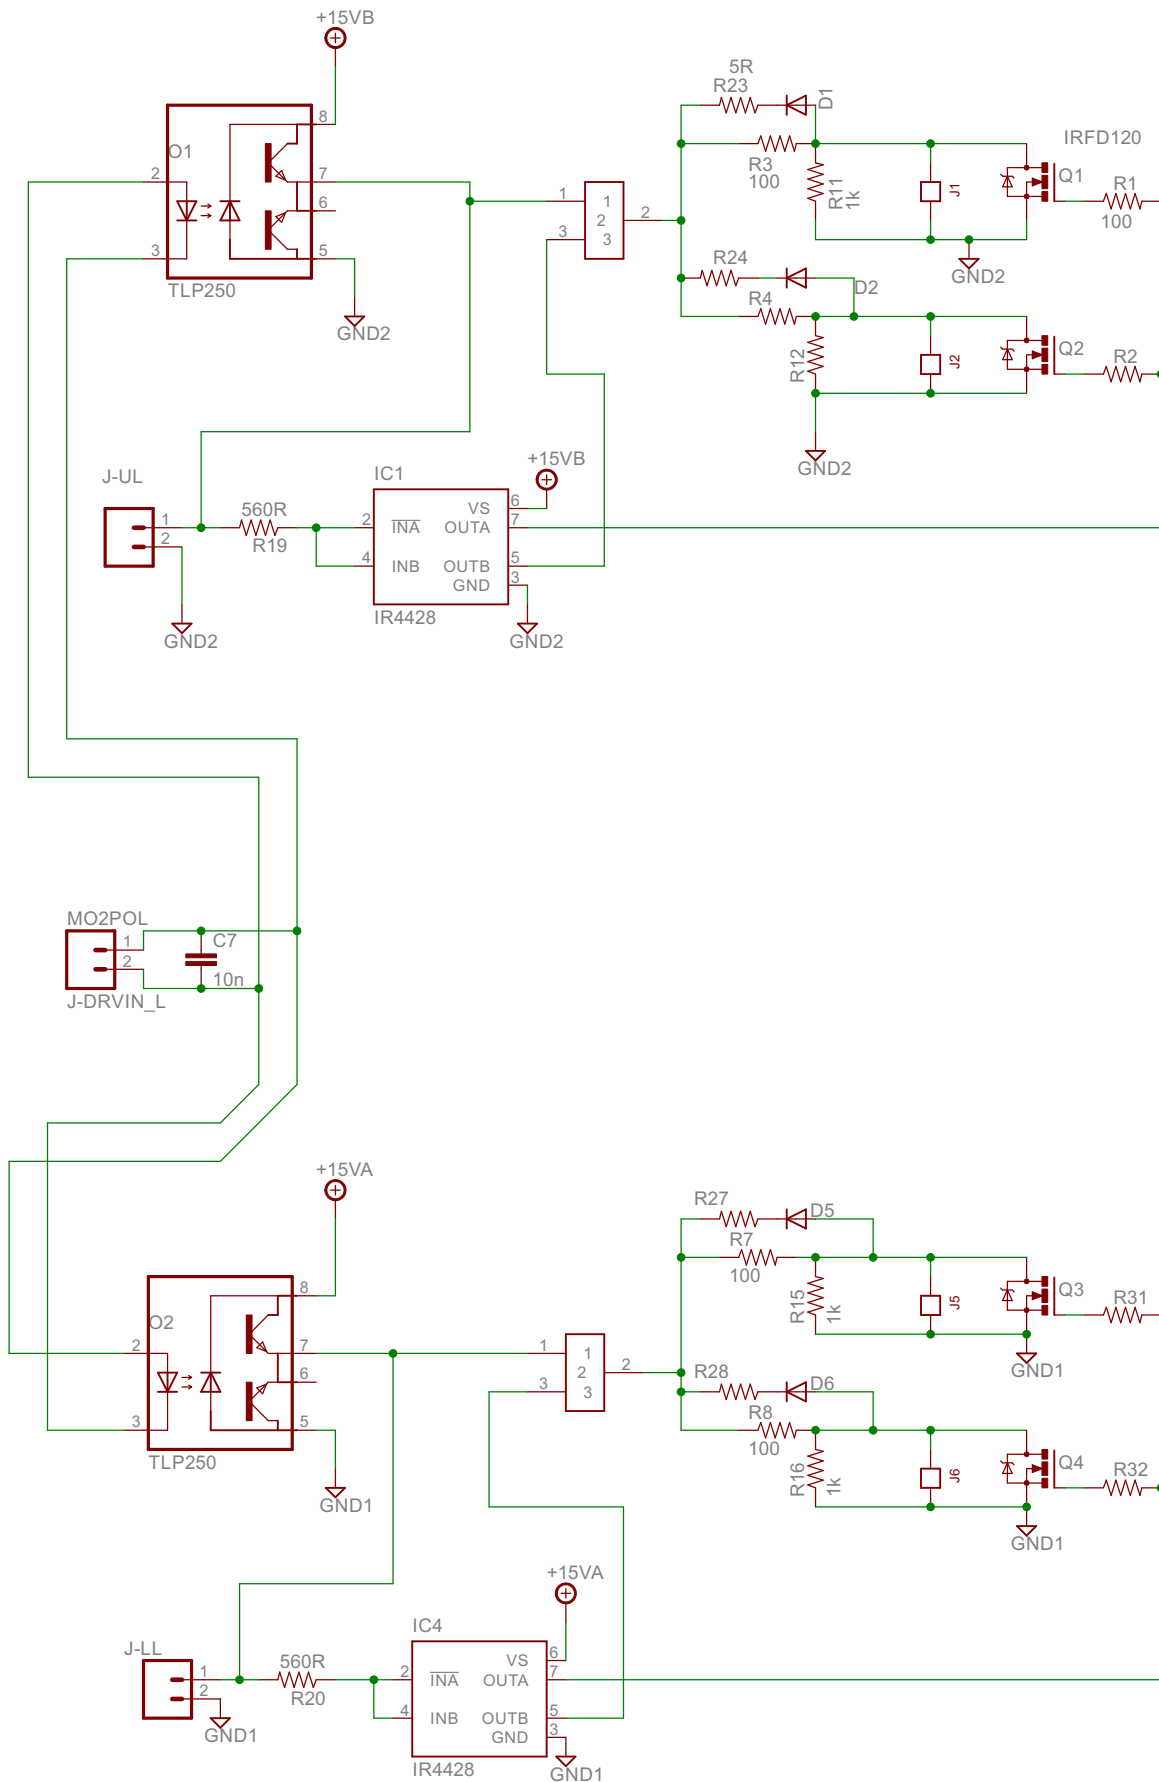 +15VB
O1
2
3
8
7
6
5
TLP250
GND2
1
3
1
2
3
2
5R
R23
D1
R3
100
R11
1k
J1
IRFD120
Q1
R1
100
GND2
R24
D2
R4
R12
J2
Q2
R2
GND2
J-UL
1
2
GND2
560R
R19
IC1
+15VB
2
INA
VS
6
OUTA
7
4
INB
OUTB
5
GND
3
IR4428
GND2
MO2POL
1
2
C7
10n
J-DRVIN_L
+15VA
O2
2
3
8
7
6
5
TLP250
GND1
1
3
1
2
3
2
R27
D5
R7
100
R15
1k
J5
Q3
R31
GND1
R28
D6
R8
100
R16
1k
J6
Q4
R32
GND1
J-LL
1
2
GND1
560R
R20
IC4
+15VA
2
INA
VS
6
OUTA
7
4
INB
OUTB
5
GND
3
IR4428
GND1